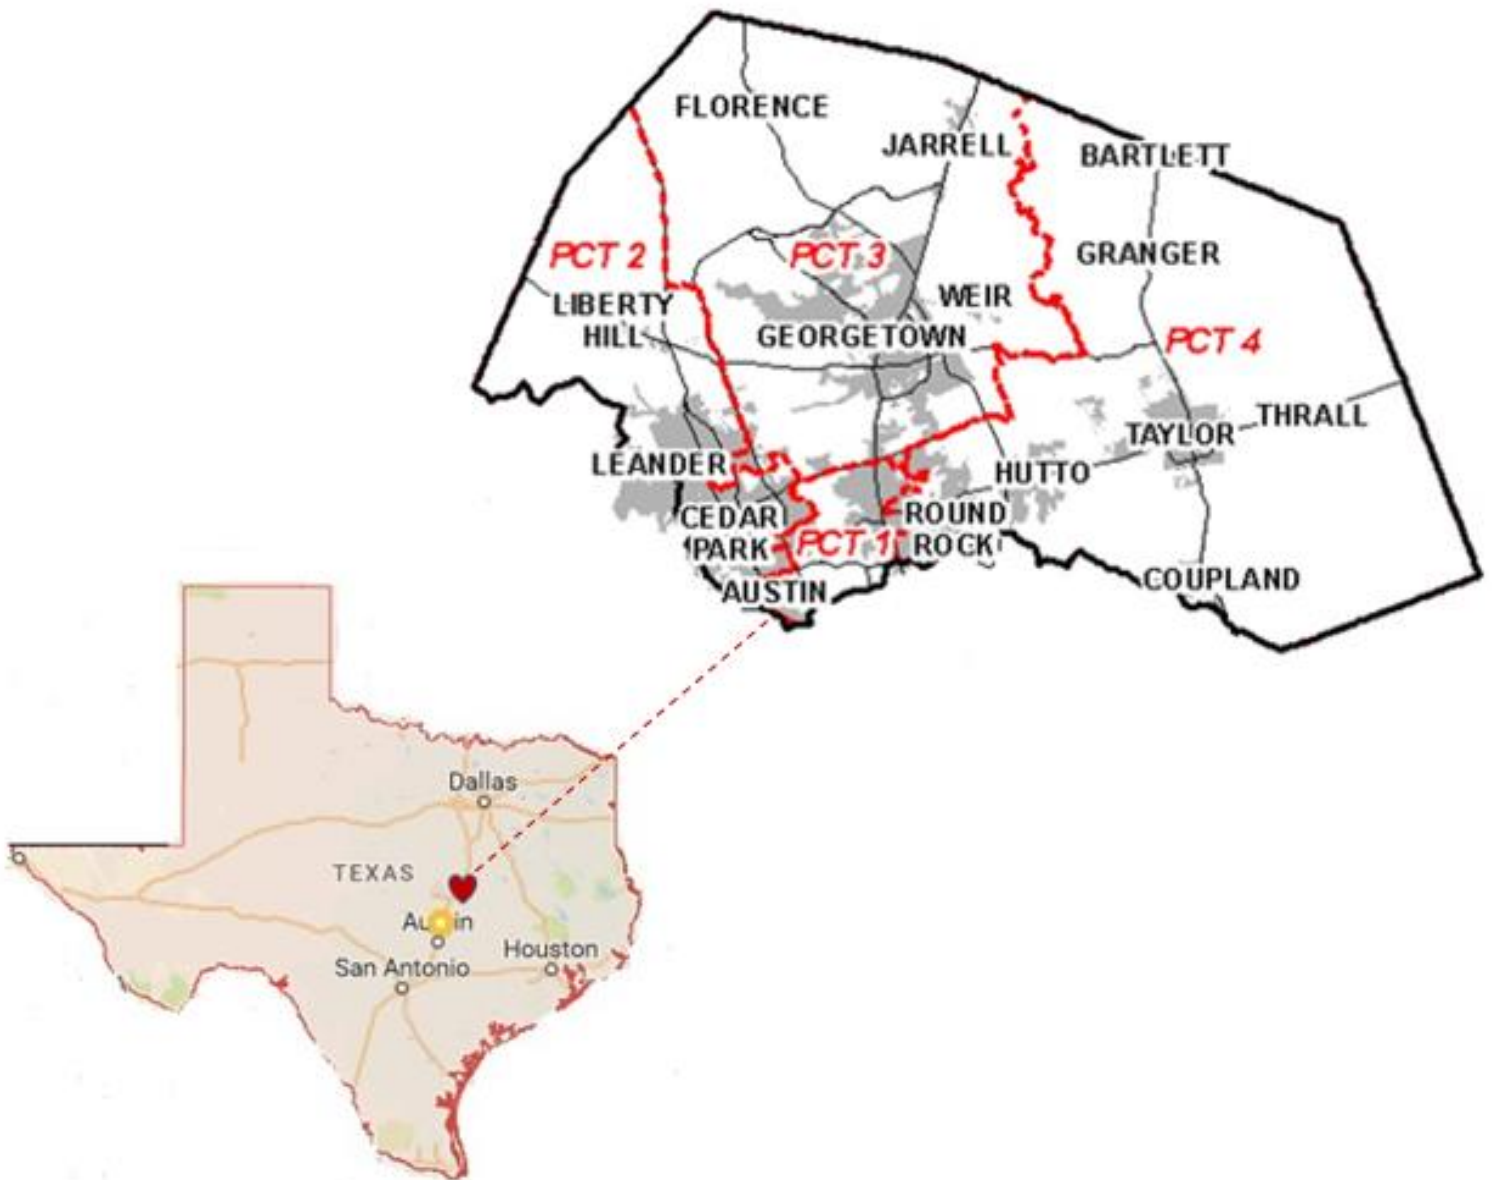 FLORENCE
JARRELL
BARTLETT
PCT 2
PCT 3
GRANGER
WEIR
LIBERTY
HILL
GEORGETOWN
PCT 4
THRALL
TAYLOR
LEANDER
HUTTO
CEDAR
PARK
PCT 1
ROUND
ROCK
AUSTIN
COUPLAND
Dallas
TEXAS
Austin
Houston
San Antonio